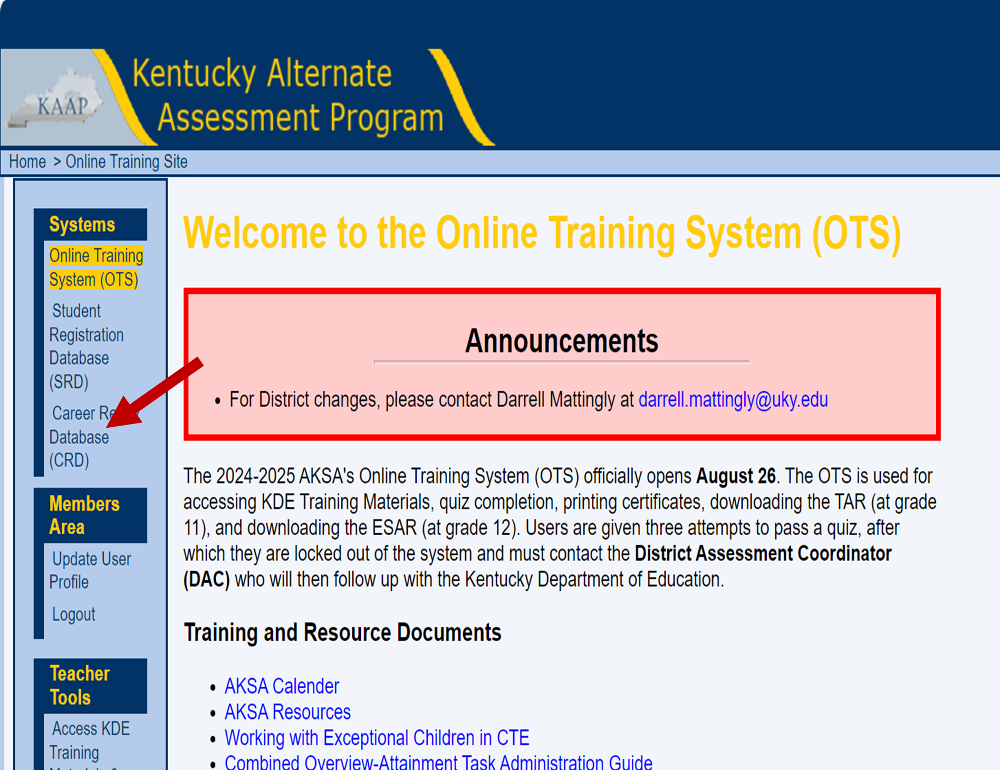 KAAP
Kentucky Alternate
Assessment Program
Home > Online Training Site
Systems
Online Training
System (OTS)
Student
Registration
Database
(SRD)
Career
Database
(CRD)
Members
Area
Update User
Profile
Logout
Teacher
Tools
Access KDE
Training
Welcome to the Online Training System (OTS)
Announcements
• For District changes, please contact Darrell Mattingly at darrell.mattingly@uky.edu
The 2024-2025 AKSA's Online Training System (OTS) officially opens August 26. The OTS is used for
accessing KDE Training Materials, quiz completion, printing certificates, downloading the TAR (at grade
11), and downloading the ESAR (at grade 12). Users are given three attempts to pass a quiz, after
which they are locked out of the system and must contact the District Assessment Coordinator
(DAC) who will then follow up with the Kentucky Department of Education.
Training and Resource Documents
• AKSA Calender
• AKSA Resources
• Working with Exceptional Children in CTE
• Combined Overview-Attainment Task Administration Guide